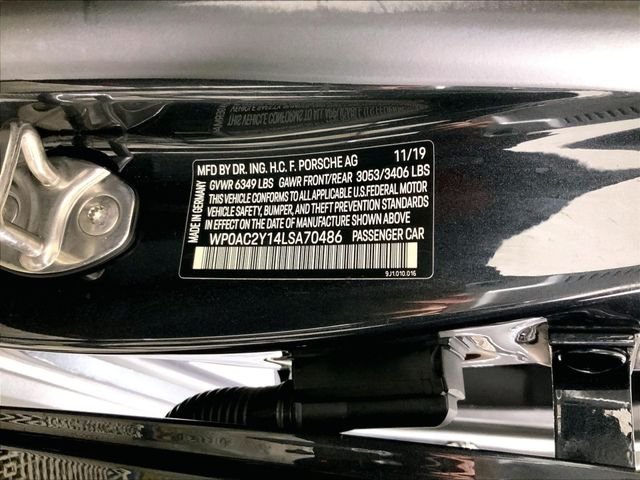 MFD BY DR. ING. H.C. F. PORSCHE AG 11/19
GVWR 6349 LBS GAWR FRONT/REAR 3053/3406 LBS
THIS VEHICLE CONFORMS TO ALL APPLICABLE U.S.FEDERAL MOTOR
VEHICLE SAFETY, BUMPER, AND THEFT PREVENTION STANDARDS
IN EFFECT ON THE DATE OF MANUFACTURE SHOWN ABOVE.
WP0AC2Y14LSA70486 PASSENGER CAR
9J1.010.016
MADE IN GERMANY